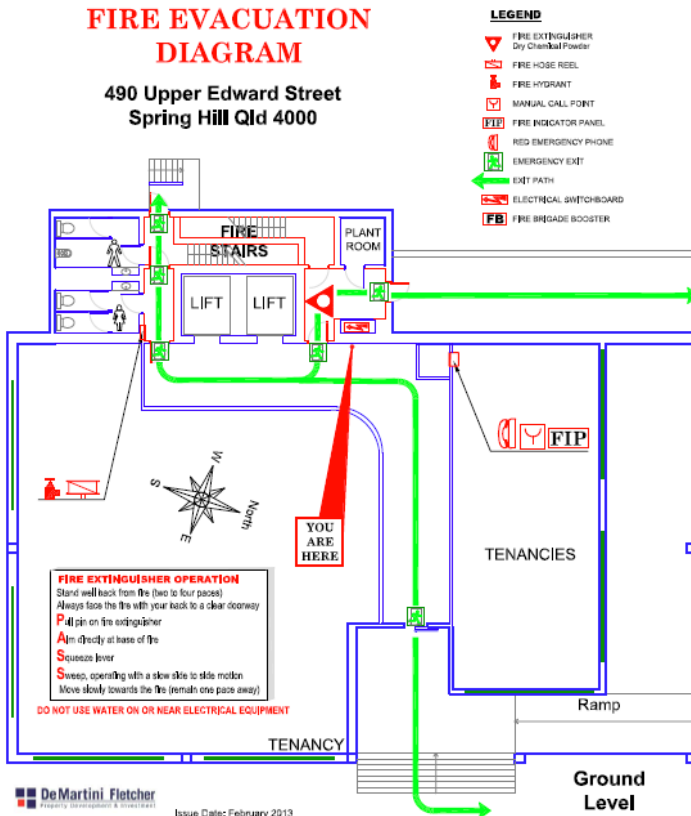 FIRE EVACUATION
DIAGRAM
490 Upper Edward Street
Spring Hill Qld 4000
LEGEND
FIRE EXTINGUISHER
Dry Chemical Powder
FIRE HOSE REEL
FIRE HYDRANT
MANUAL CALL POINT
FIP FIRE INDICATOR PANEL
RED EMERGENCY PHONE
EMERGENCY EXIT
EXIT PATH
ELECTRICAL SWITCHBOARD
FB FIRE BRIGADE BOOSTER
FIRE
STAIRS
PLANT
ROOM
LIFT
LIFT
FIP
W
S
North
E
YOU
ARE
HERE
TENANCIES
FIRE EXTINGUISHER OPERATION
Stand well back from fire (two to four paces)
Always face the fire with your back to a clear doorway
Pull pin on fire extinguisher
Aim directly at base of fire
Squeeze lever
Sweep, operating with a slow side to side motion
Move slowly towards the fire (remain one pace away)
DO NOT USE WATER ON OR NEAR ELECTRICAL EQUIPMENT
Ramp
TENANCY
Ground
Level
DeMartini Fletcher
Property Development & Investment
Issue Date: February 2013